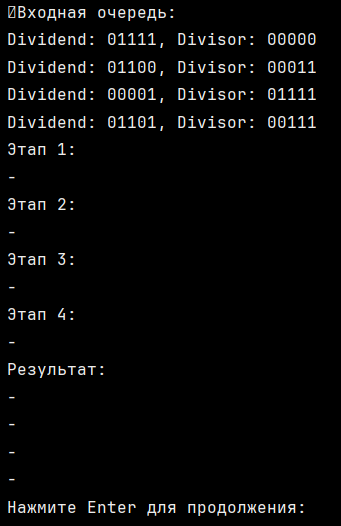 Входная очередь:
Dividend: 01111, Divisor: 00000
Dividend: 01100, Divisor: 00011
Dividend: 00001, Divisor: 01111
Dividend: 01101, Divisor: 00111
Этап 1:
-
Этап 2:
-
Этап 3:
-
Этап 4:
-
Результат:
-
-
-
-
Нажмите Enter для продолжения: